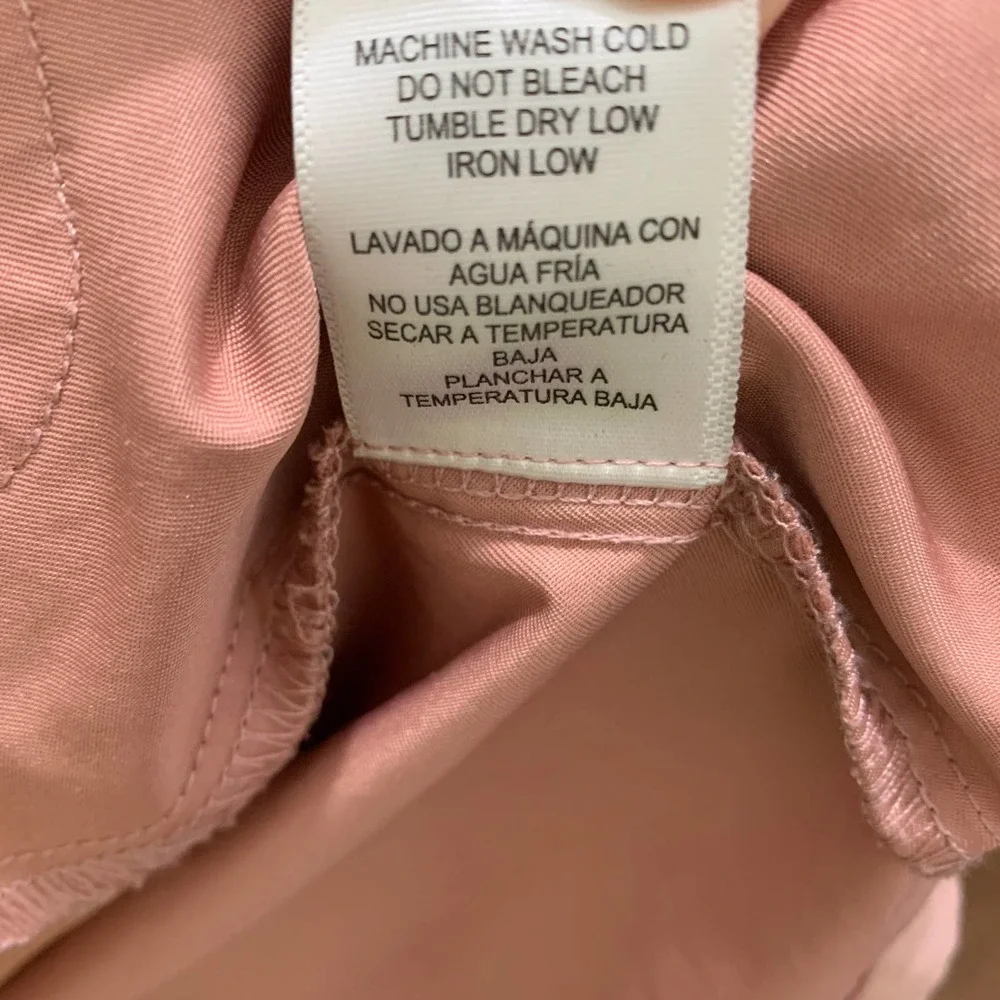 MACHINE WASH COLD
DO NOT BLEACH
TUMBLE DRY LOW
IRON LOW
LAVADO A MÁQUINA CON
AGUA FRÍA
NO USA BLANQUEADOR
SECAR A TEMPERATURA
BAJA
PLANCHAR A
TEMPERATURA BAJA